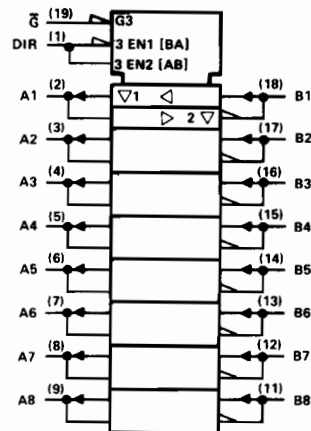 G̅ (19) G3
DIR (1) 3 EN1 [BA]
3 EN2 [AB]
A1 (2) ▽1 ◁ (18) B1
▷ 2 ▽
A2 (3) (17) B2
A3 (4) (16) B3
A4 (5) (15) B4
A5 (6) (14) B5
A6 (7) (13) B6
A7 (8) (12) B7
A8 (9) (11) B8